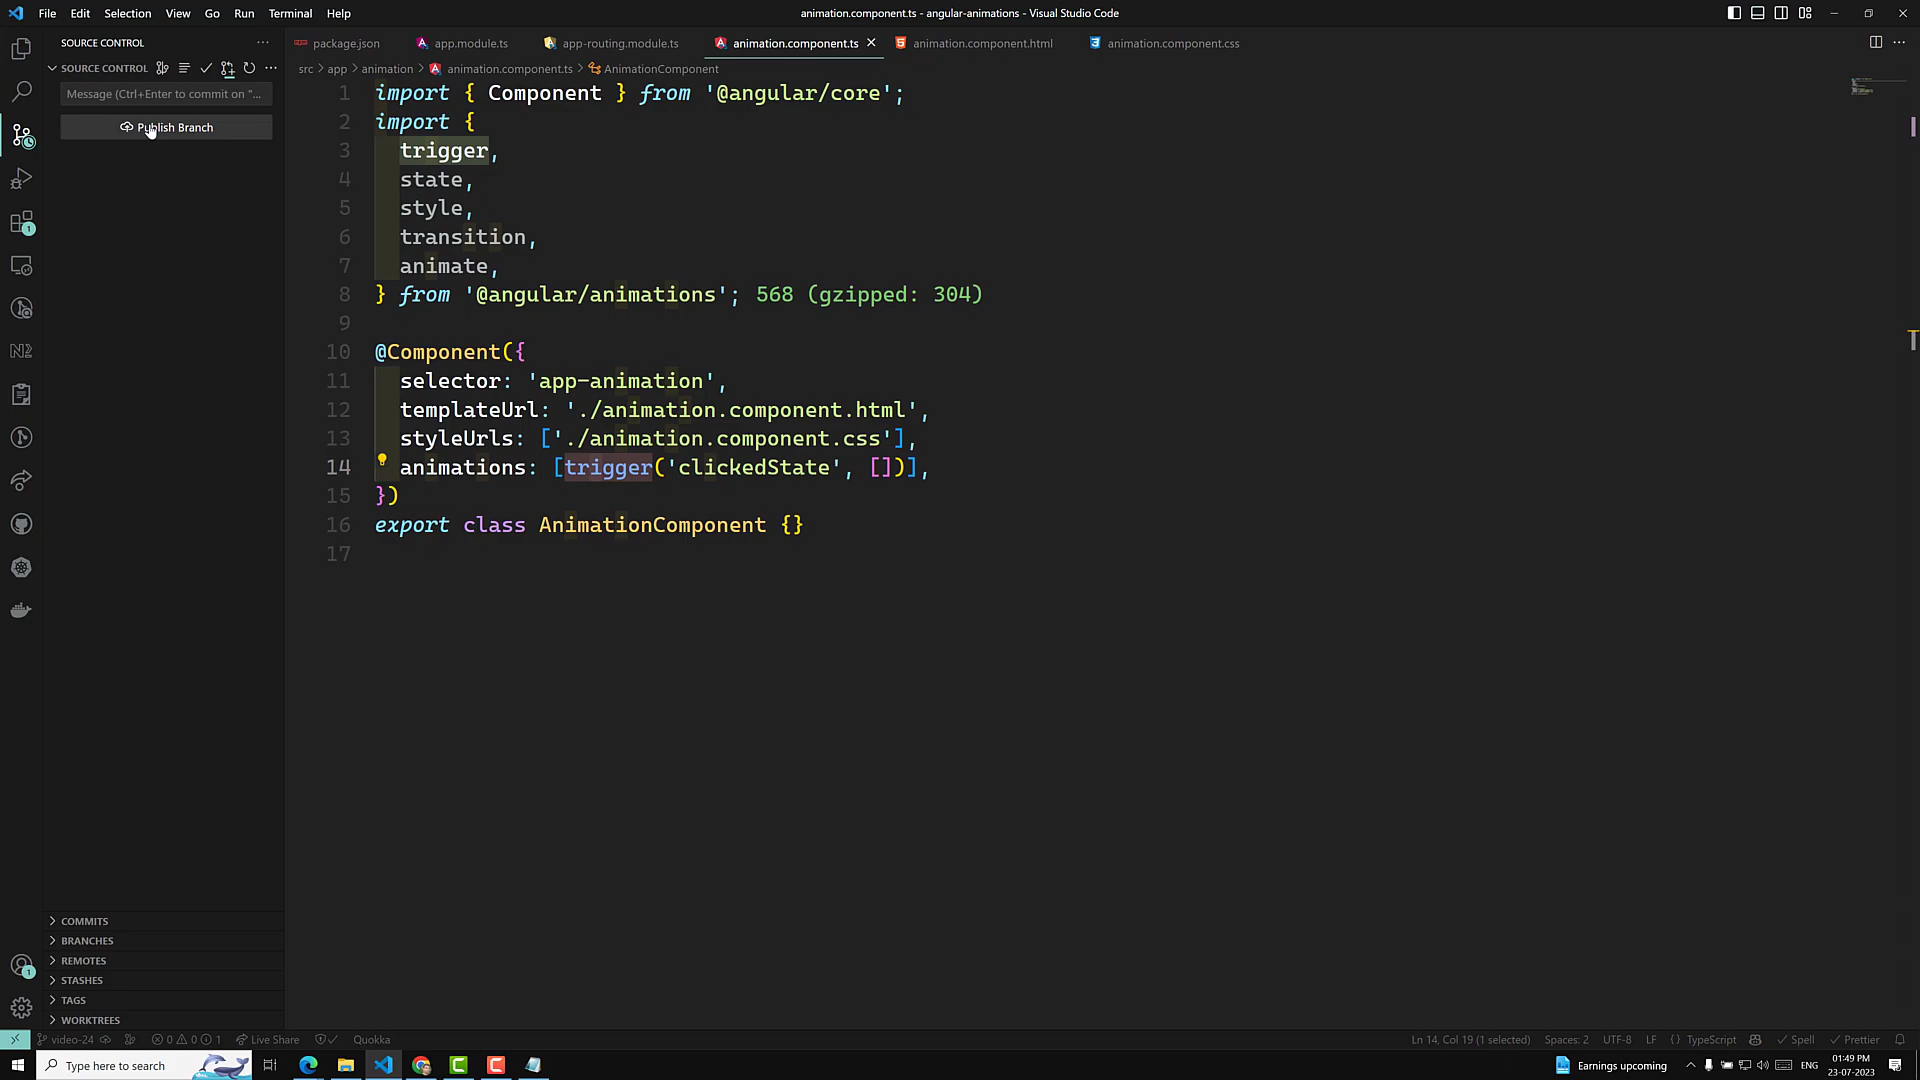 File Edit Selection View Go Run Terminal Help
animation.component.ts - angular-animations - Visual Studio Code
SOURCE CONTROL
package.json
app.module.ts
app-routing.module.ts
animation.component.ts
animation.component.html
animation.component.css
SOURCE CONTROL
src > app > animation > animation.component.ts > AnimationComponent
Message (Ctrl+Enter to commit on "...
Publish Branch
1 import { Component } from '@angular/core';
2 import {
3 trigger,
4 state,
5 style,
6 transition,
7 animate,
8 } from '@angular/animations'; 568 (gzipped: 304)
9
10 @Component({
11 selector: 'app-animation',
12 templateUrl: './animation.component.html',
13 styleUrls: ['./animation.component.css'],
14 animations: [trigger('clickedState', [])],
15 })
16 export class AnimationComponent {}
17
COMMITS
BRANCHES
REMOTES
STASHES
TAGS
WORKTREES
1
1
N2
video-24
0 0 1
Live Share
Quokka
Ln 14, Col 19 (1 selected)
Spaces: 2
UTF-8
LF
{} TypeScript
Spell
Prettier
Type here to search
Earnings upcoming
ENG
01:49 PM
23-07-2023